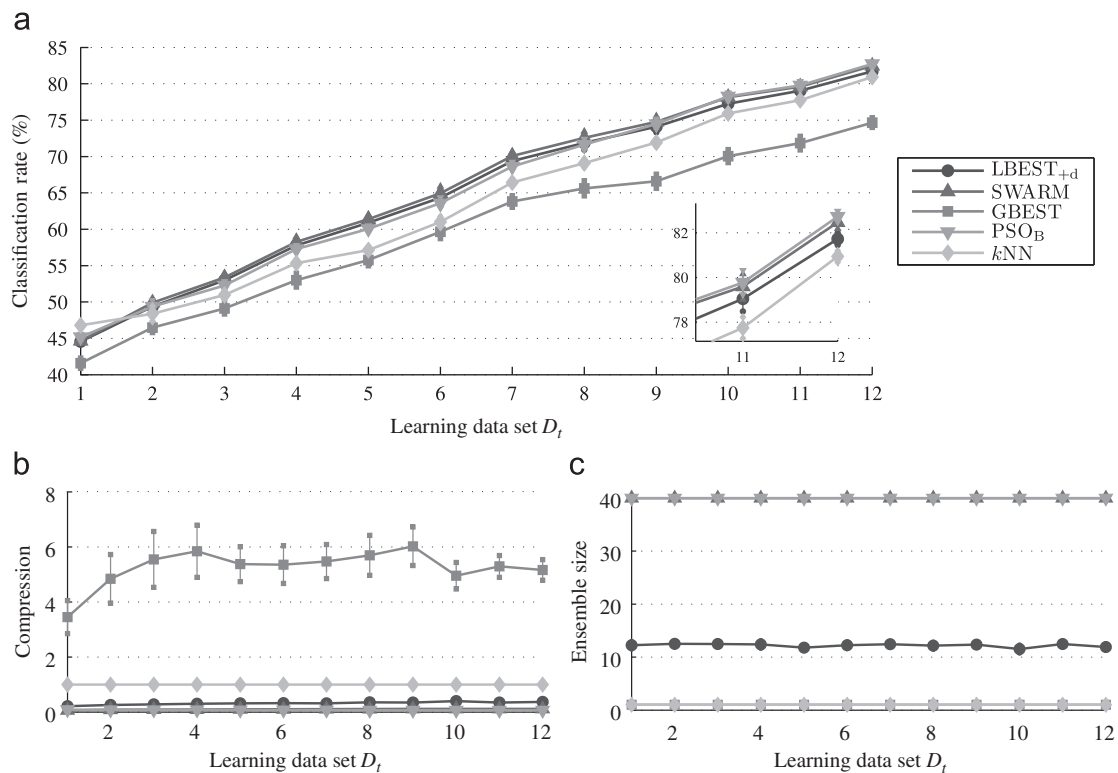 a
Classification rate (%)
85
80
75
70
65
60
55
50
45
40
1 2 3 4 5 6 7 8 9 10 11 12
Learning data set D_t
82
80
78
11 12
LBEST+d
SWARM
GBEST
PSO_B
kNN
b
Compression
8
6
4
2
0
2 4 6 8 10 12
Learning data set D_t
c
Ensemble size
40
30
20
10
0
2 4 6 8 10 12
Learning data set D_t